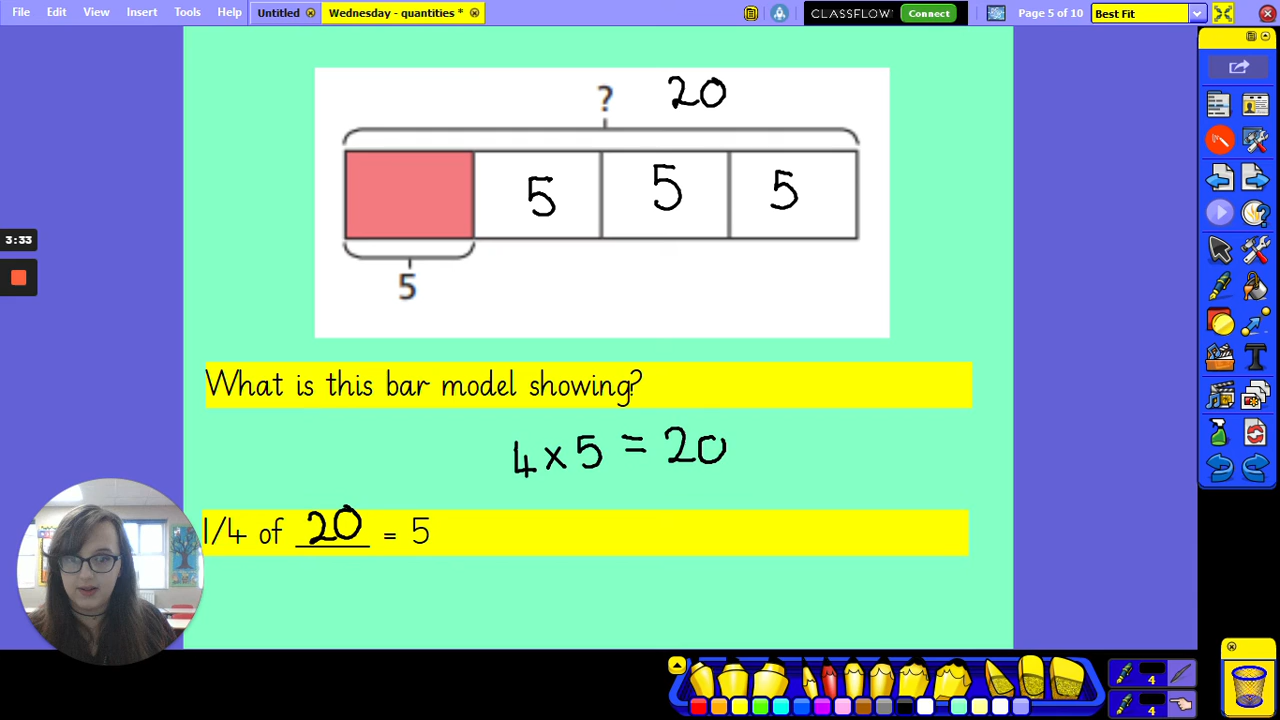 File Edit View Insert Tools Help Untitled Wednesday - quantities * CLASSFLOW Connect Page 5 of 10 Best Fit
? 20
5 5 5
3:33
5
What is this bar model showing?
4 x 5 = 20
1/4 of 20 = 5
4
4